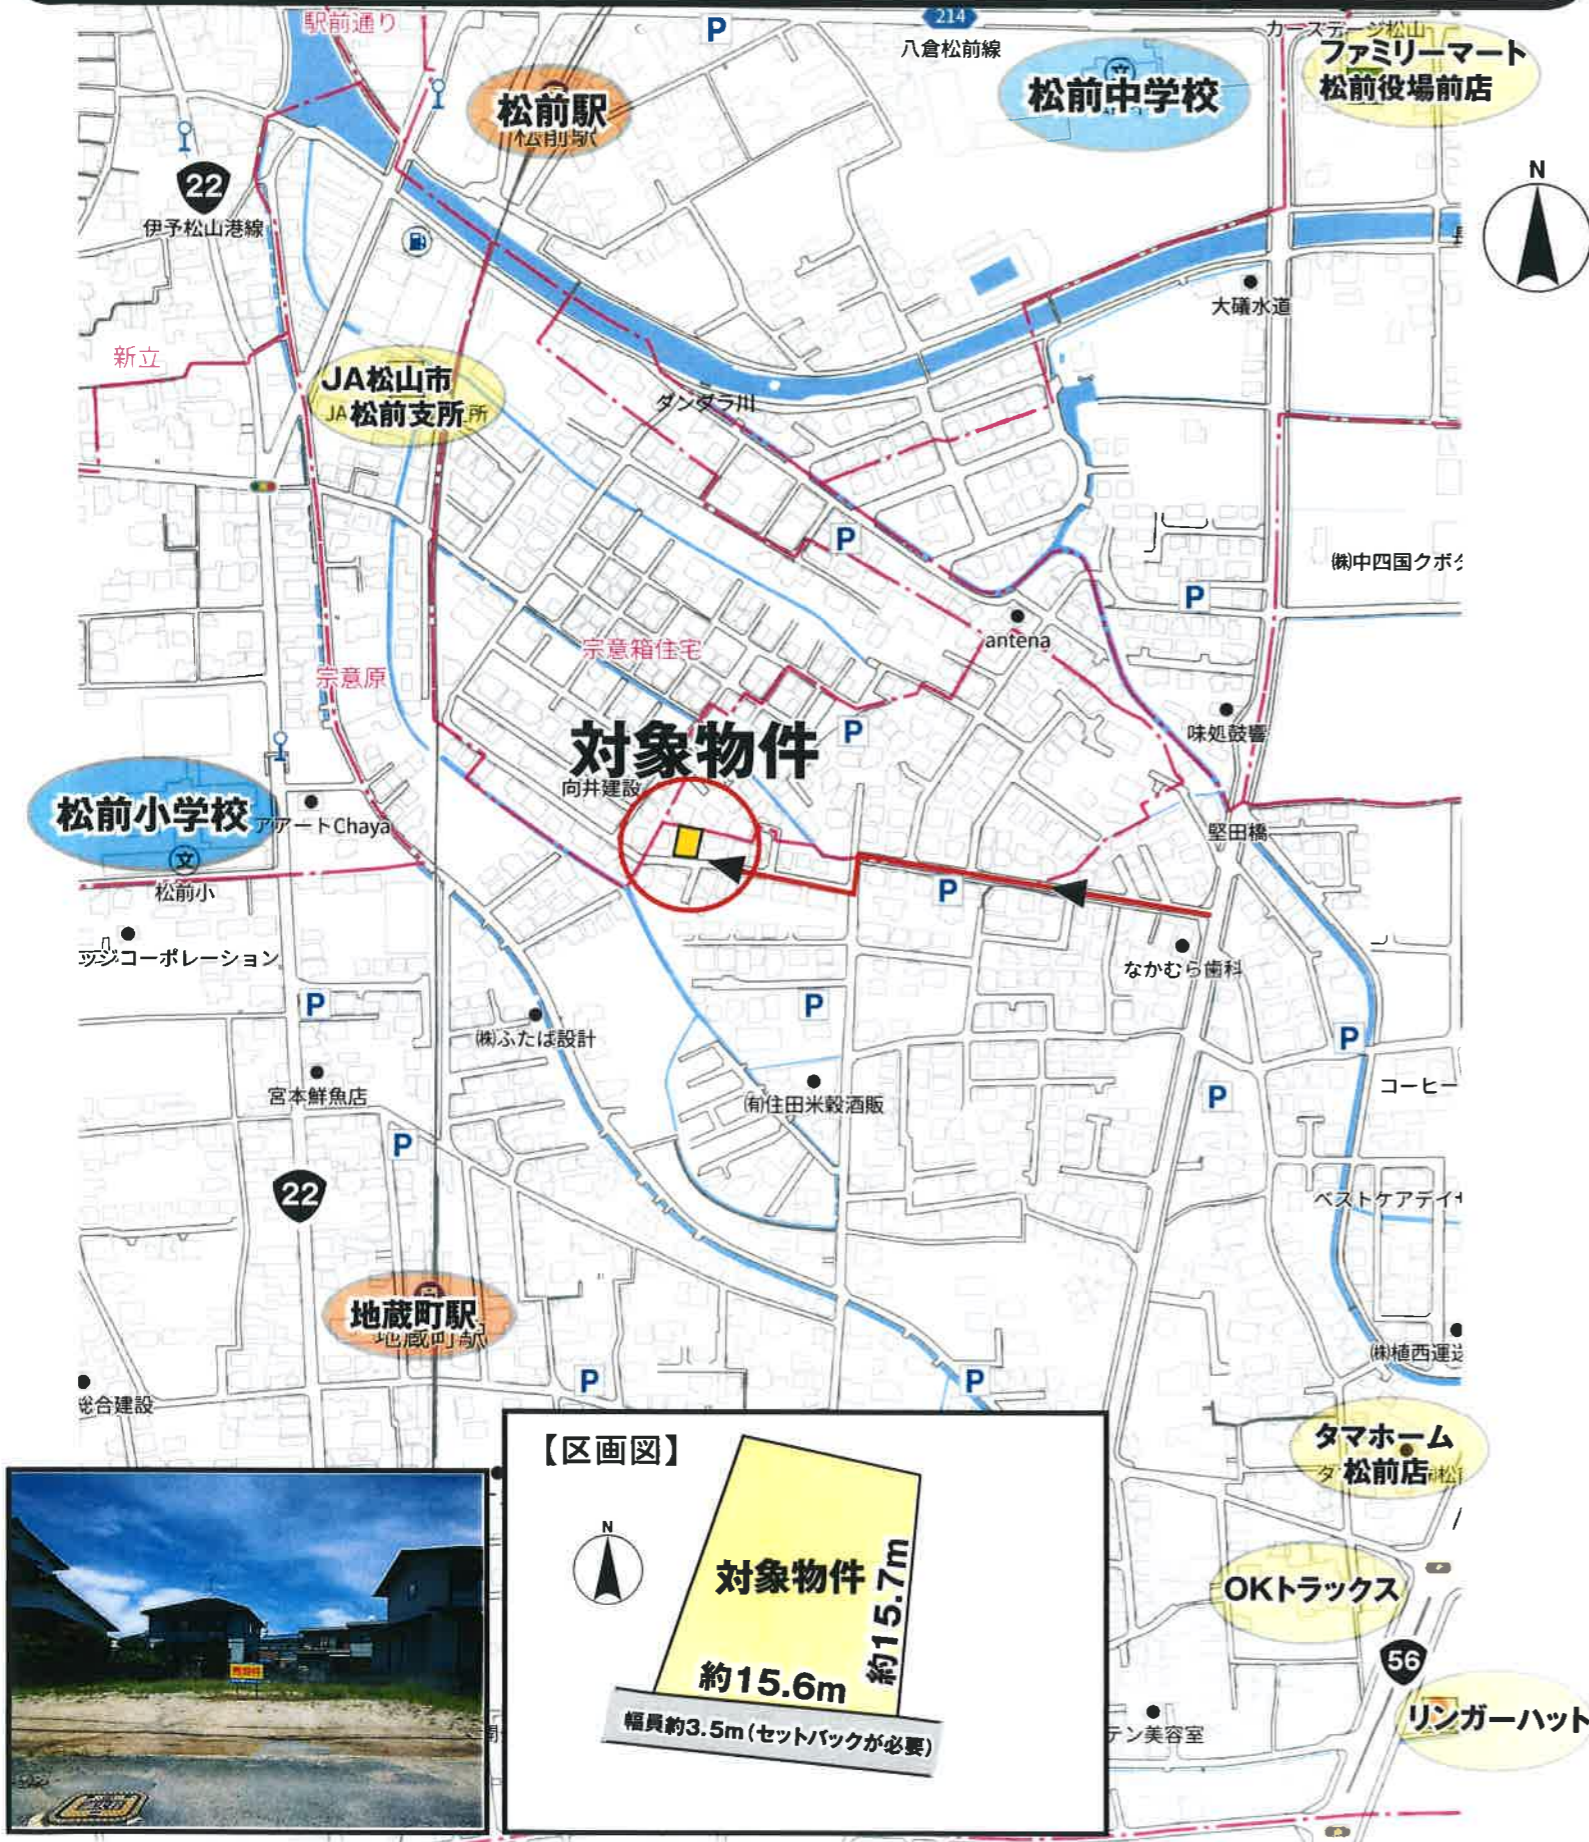 駅前通り
P
214
八倉松前線
カーステージ松山
ファミリーマート
松前役場前店
松前中学校
松前駅
松前駅
N
22
伊予松山港線
大礒水道
新立
JA松山市
松前支所
ダンダラ川
P
㈱中四国クボタ
P
antena
宗意箱住宅
宗意原
対象物件
P
味処鼓響
向井建設
松前小学校
アアートChaya
文
松前小
堅田橋
P
ッジコーポレーション
なかむら歯科
P
P
㈱ふたば設計
P
宮本鮮魚店
㈲住田米穀酒販
コーヒー
P
P
22
ベストケアデイサ
地蔵町駅
地蔵町駅
P
P
㈱植西運送
総合建設
タマホーム
松前店
【区画図】
N
対象物件
約15.7m
約15.6m
幅員約3.5m(セットバックが必要)
売物件
OKトラックス
56
リンガーハット
テン美容室